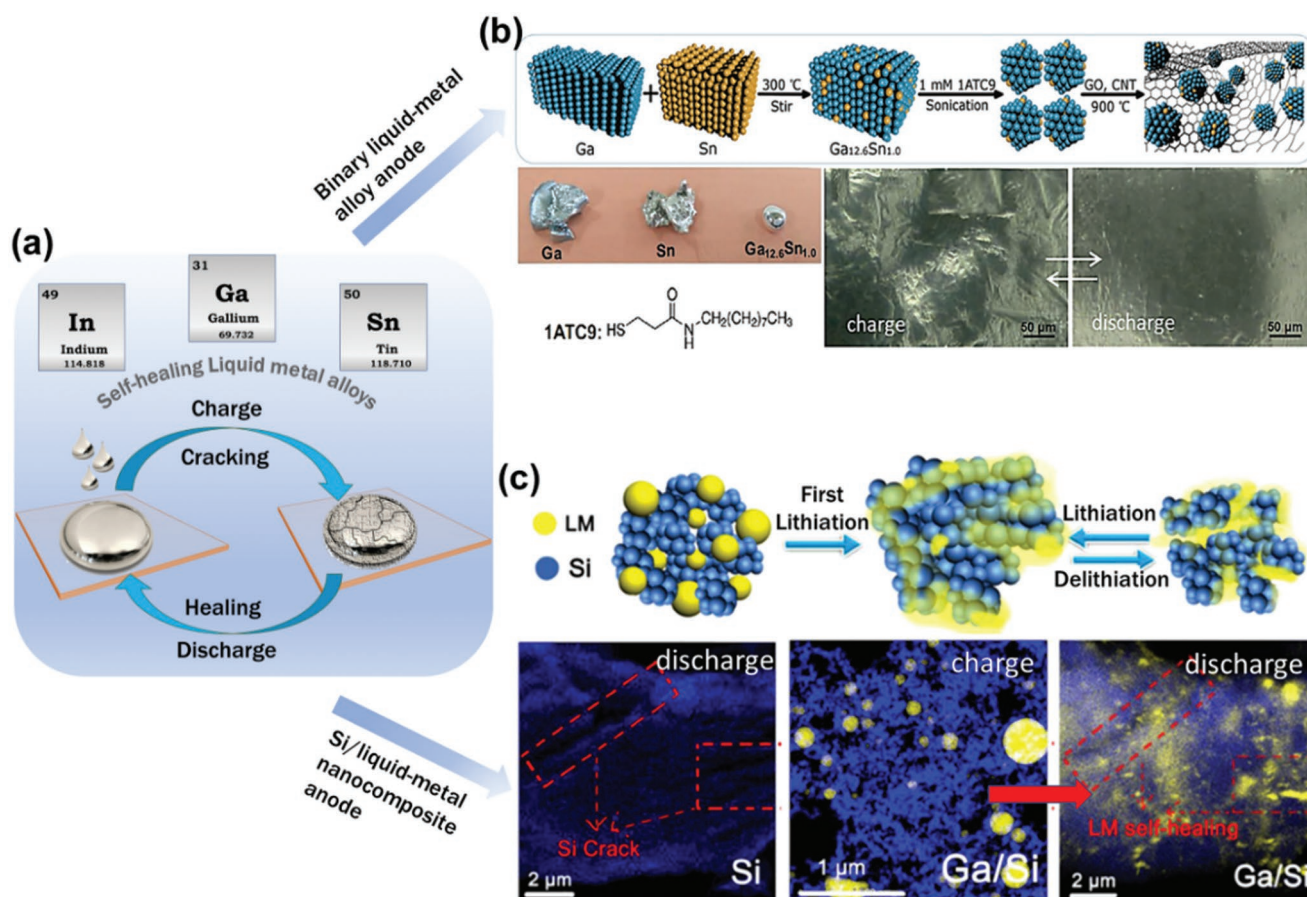 (a)
49
In
Indium
114.818
31
Ga
Gallium
69.732
50
Sn
Tin
118.710
Self-healing Liquid metal alloys
Charge
Cracking
Healing
Discharge
Binary liquid-metal
alloy anode
Si/liquid-metal
nanocomposite
anode
(b)
Ga
+
Sn
300 ℃
Stir
Ga12.6Sn1.0
1 mM 1ATC9
Sonication
GO, CNT
900 ℃
Ga
Sn
Ga12.6Sn1.0
1ATC9: HS
O
N
H
CH2(CH2)7CH3
charge
50 µm
discharge
50 µm
(c)
LM
Si
First
Lithiation
Lithiation
Delithiation
discharge
Si Crack
Si
2 µm
charge
Ga/Si
1 µm
discharge
LM self-healing
Ga/Si
2 µm